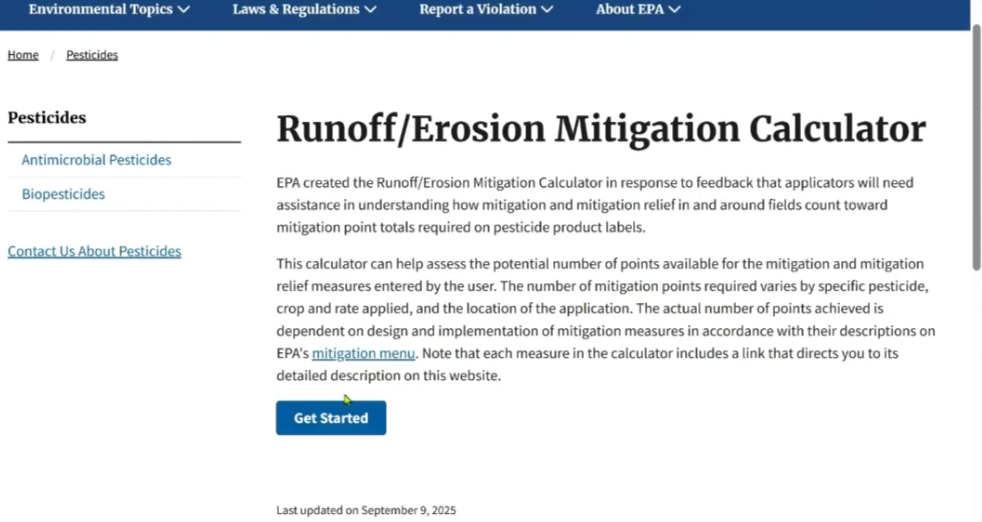 Environmental Topics Laws & Regulations Report a Violation About EPA
Home / Pesticides
Pesticides
Antimicrobial Pesticides
Biopesticides
Contact Us About Pesticides
Runoff/Erosion Mitigation Calculator
EPA created the Runoff/Erosion Mitigation Calculator in response to feedback that applicators will need
assistance in understanding how mitigation and mitigation relief in and around fields count toward
mitigation point totals required on pesticide product labels.
This calculator can help assess the potential number of points available for the mitigation and mitigation
relief measures entered by the user. The number of mitigation points required varies by specific pesticide,
crop and rate applied, and the location of the application. The actual number of points achieved is
dependent on design and implementation of mitigation measures in accordance with their descriptions on
EPA's mitigation menu. Note that each measure in the calculator includes a link that directs you to its
detailed description on this website.
Get Started
Last updated on September 9, 2025